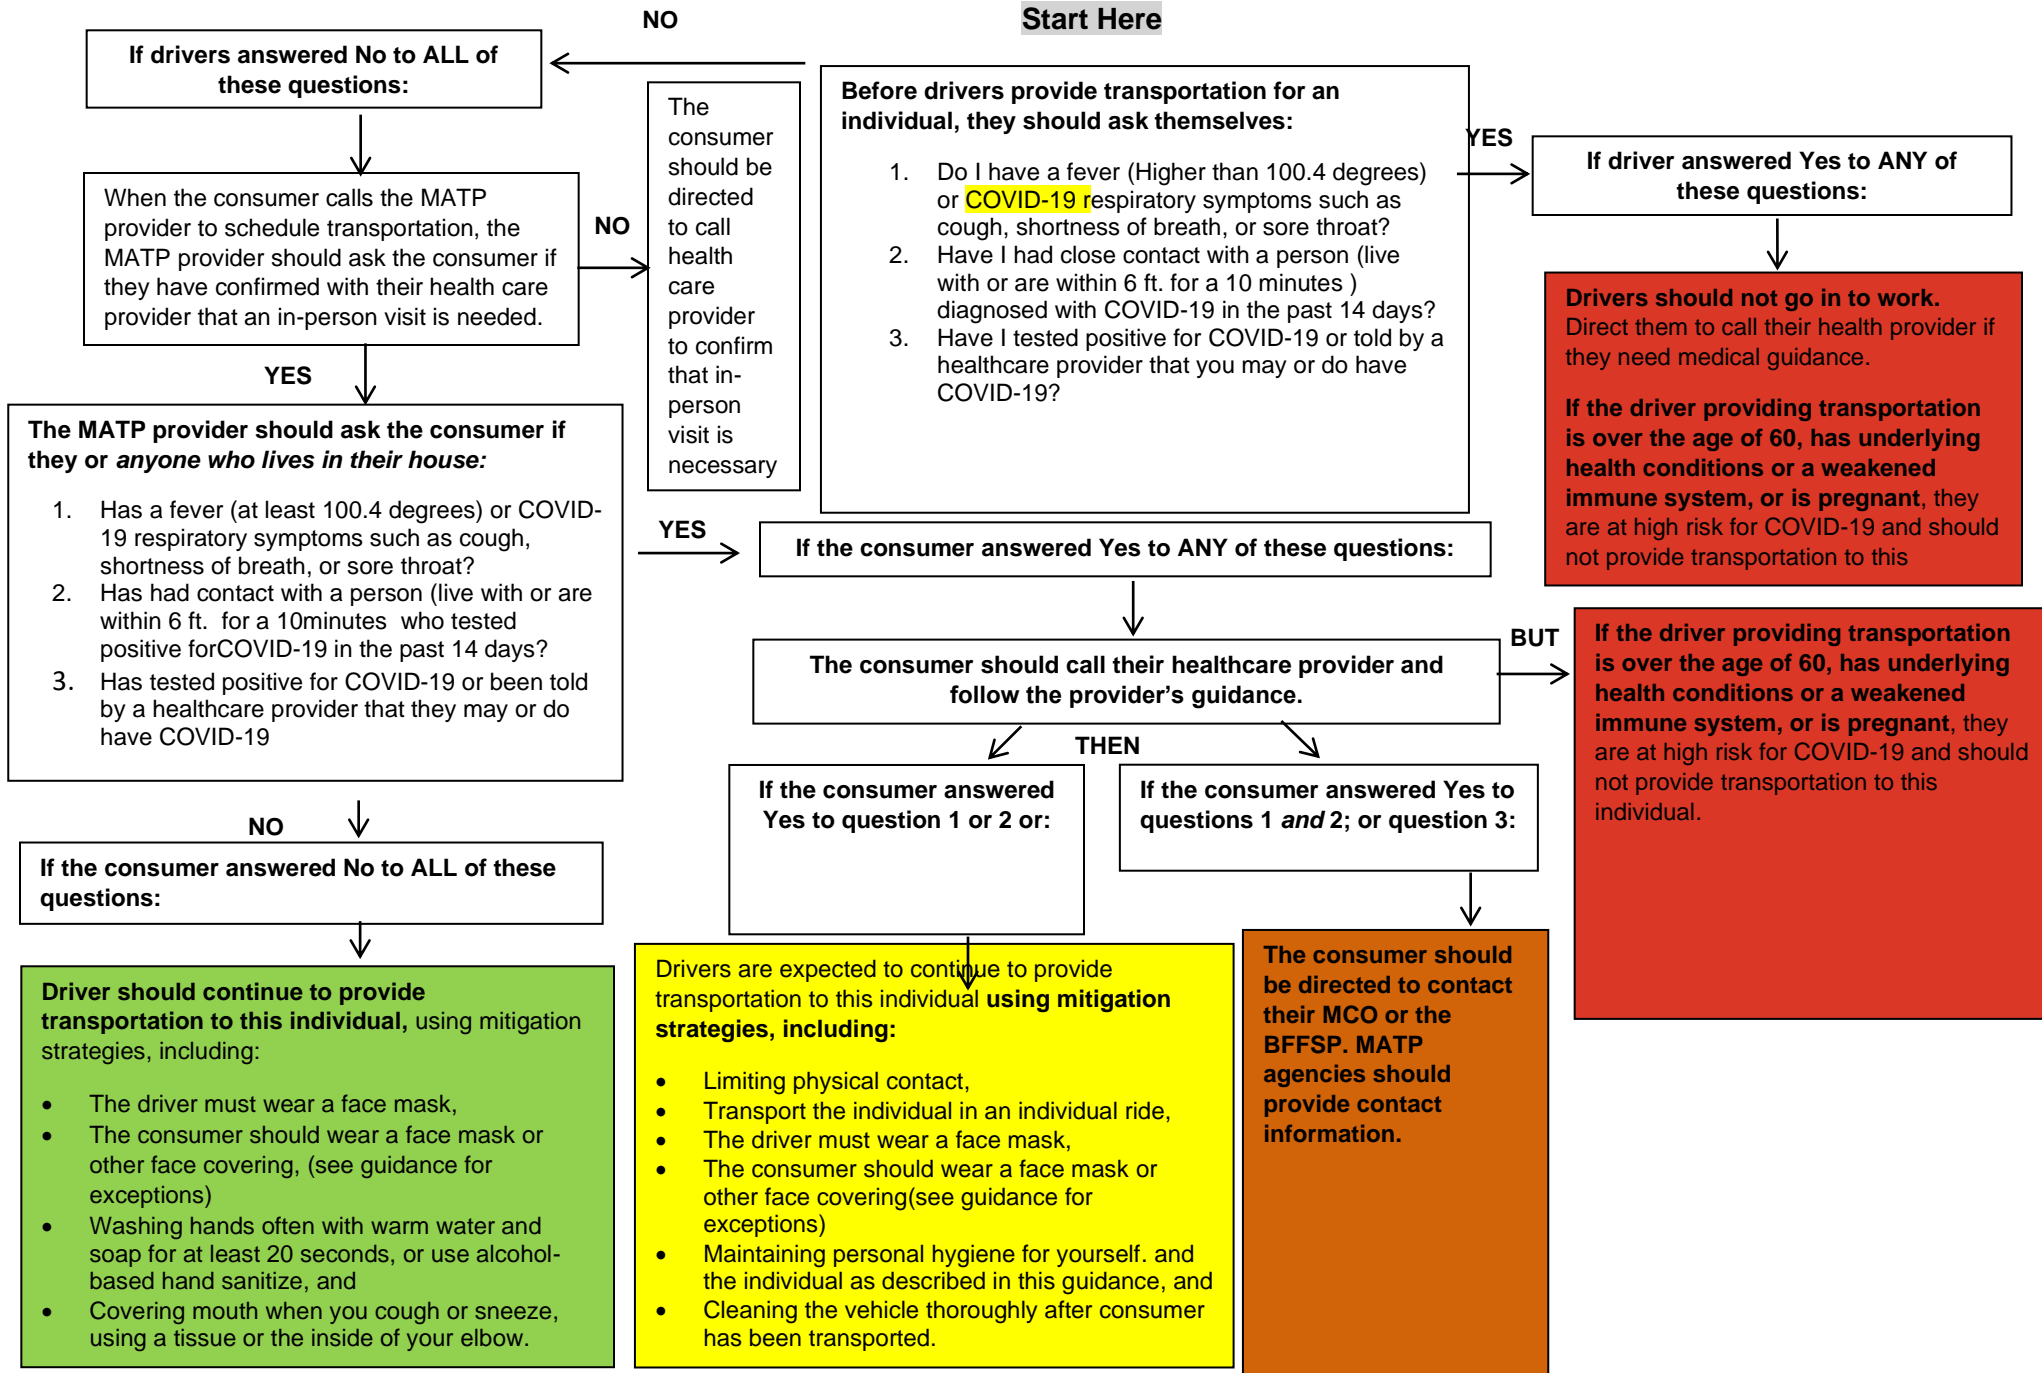 Start Here
Before drivers provide transportation for an
individual, they should ask themselves:
1. Do I have a fever (Higher than 100.4 degrees)
or COVID-19 respiratory symptoms such as
cough, shortness of breath, or sore throat?
2. Have I had close contact with a person (live
with or are within 6 ft. for a 10 minutes )
diagnosed with COVID-19 in the past 14 days?
3. Have I tested positive for COVID-19 or told by a
healthcare provider that you may or do have
COVID-19?
NO
If drivers answered No to ALL of
these questions:
When the consumer calls the MATP
provider to schedule transportation, the
MATP provider should ask the consumer if
they have confirmed with their health care
provider that an in-person visit is needed.
NO
The
consumer
should be
directed
to call
health
care
provider
to confirm
that in-
person
visit is
necessary
YES
If driver answered Yes to ANY of
these questions:
Drivers should not go in to work.
Direct them to call their health provider if
they need medical guidance.
If the driver providing transportation
is over the age of 60, has underlying
health conditions or a weakened
immune system, or is pregnant, they
are at high risk for COVID-19 and should
not provide transportation to this
YES
The MATP provider should ask the consumer if
they or anyone who lives in their house:
1. Has a fever (at least 100.4 degrees) or COVID-
19 respiratory symptoms such as cough,
shortness of breath, or sore throat?
2. Has had contact with a person (live with or are
within 6 ft. for a 10minutes who tested
positive forCOVID-19 in the past 14 days?
3. Has tested positive for COVID-19 or been told
by a healthcare provider that they may or do
have COVID-19
YES
If the consumer answered Yes to ANY of these questions:
The consumer should call their healthcare provider and
follow the provider’s guidance.
BUT
If the driver providing transportation
is over the age of 60, has underlying
health conditions or a weakened
immune system, or is pregnant, they
are at high risk for COVID-19 and should
not provide transportation to this
individual.
THEN
If the consumer answered
Yes to question 1 or 2 or:
If the consumer answered Yes to
questions 1 and 2; or question 3:
NO
If the consumer answered No to ALL of these
questions:
Driver should continue to provide
transportation to this individual, using mitigation
strategies, including:
• The driver must wear a face mask,
• The consumer should wear a face mask or
other face covering, (see guidance for
exceptions)
• Washing hands often with warm water and
soap for at least 20 seconds, or use alcohol-
based hand sanitize, and
• Covering mouth when you cough or sneeze,
using a tissue or the inside of your elbow.
Drivers are expected to continue to provide
transportation to this individual using mitigation
strategies, including:
• Limiting physical contact,
• Transport the individual in an individual ride,
• The driver must wear a face mask,
• The consumer should wear a face mask or
other face covering(see guidance for
exceptions)
• Maintaining personal hygiene for yourself. and
the individual as described in this guidance, and
• Cleaning the vehicle thoroughly after consumer
has been transported.
The consumer should
be directed to contact
their MCO or the
BFFSP. MATP
agencies should
provide contact
information.